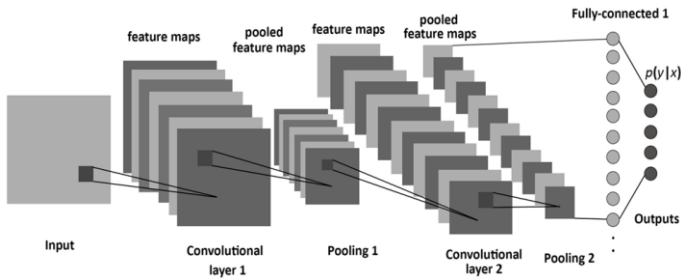 feature maps
pooled
feature maps
feature maps
pooled
feature maps
Fully-connected 1
p(y|x)
Input
Convolutional
layer 1
Pooling 1
Convolutional
layer 2
Pooling 2
Outputs